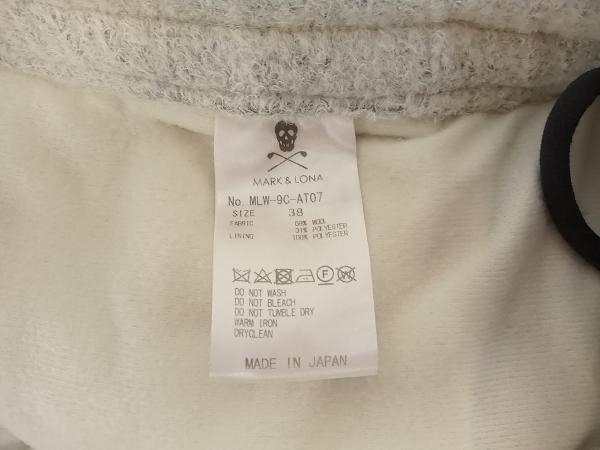 MARK & LONA
No. MLW-9C-AT07
SIZE 38
FABRIC 69% WOOL
31% POLYESTER
LINING 100% POLYESTER
DO NOT WASH
DO NOT BLEACH
DO NOT TUMBLE DRY
WARM IRON
DRYCLEAN
MADE IN JAPAN